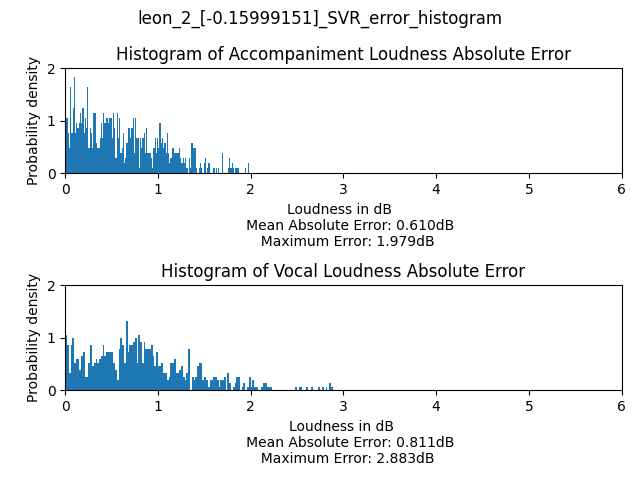 leon_2_[-0.15999151]_SVR_error_histogram
Histogram of Accompaniment Loudness Absolute Error
Probability density
2
1
0
0 1 2 3 4 5 6
Loudness in dB
Mean Absolute Error: 0.610dB
Maximum Error: 1.979dB
Histogram of Vocal Loudness Absolute Error
Probability density
2
1
0
0 1 2 3 4 5 6
Loudness in dB
Mean Absolute Error: 0.811dB
Maximum Error: 2.883dB